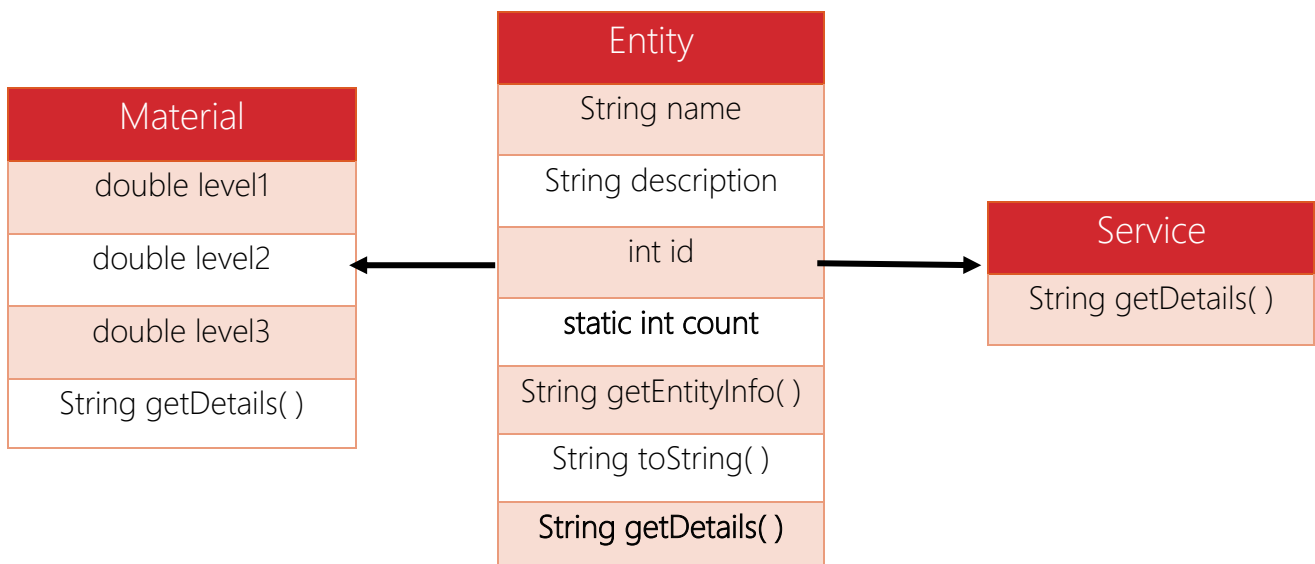 Material
double level1
double level2
double level3
String getDetails( )
Entity
String name
String description
int id
static int count
String getEntityInfo( )
String toString( )
String getDetails( )
Service
String getDetails( )